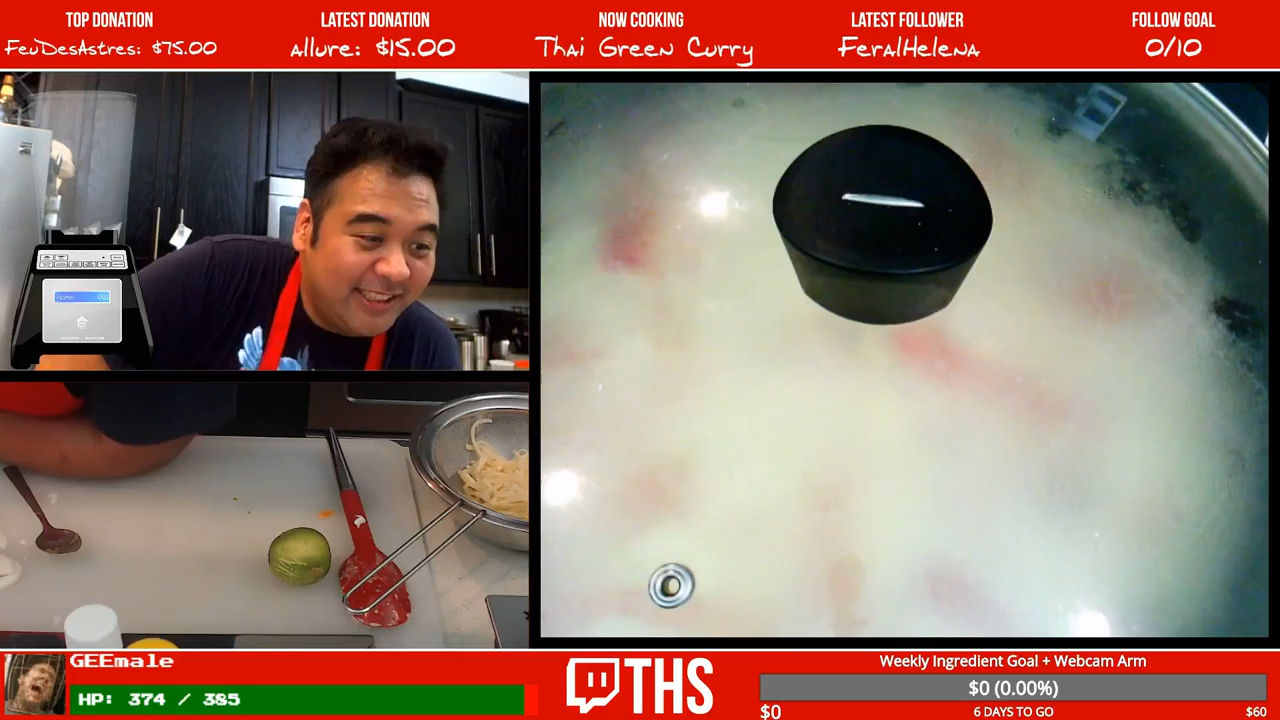 TOP DONATION
FeuDesAstres: $75.00
LATEST DONATION
allure: $15.00
NOW COOKING
Thai Green Curry
LATEST FOLLOWER
FeralHelena
FOLLOW GOAL
0/10
Home
GEEmale
HP: 374 / 385
THS
Weekly Ingredient Goal + Webcam Arm
$0 (0.00%)
$0
6 DAYS TO GO
$60